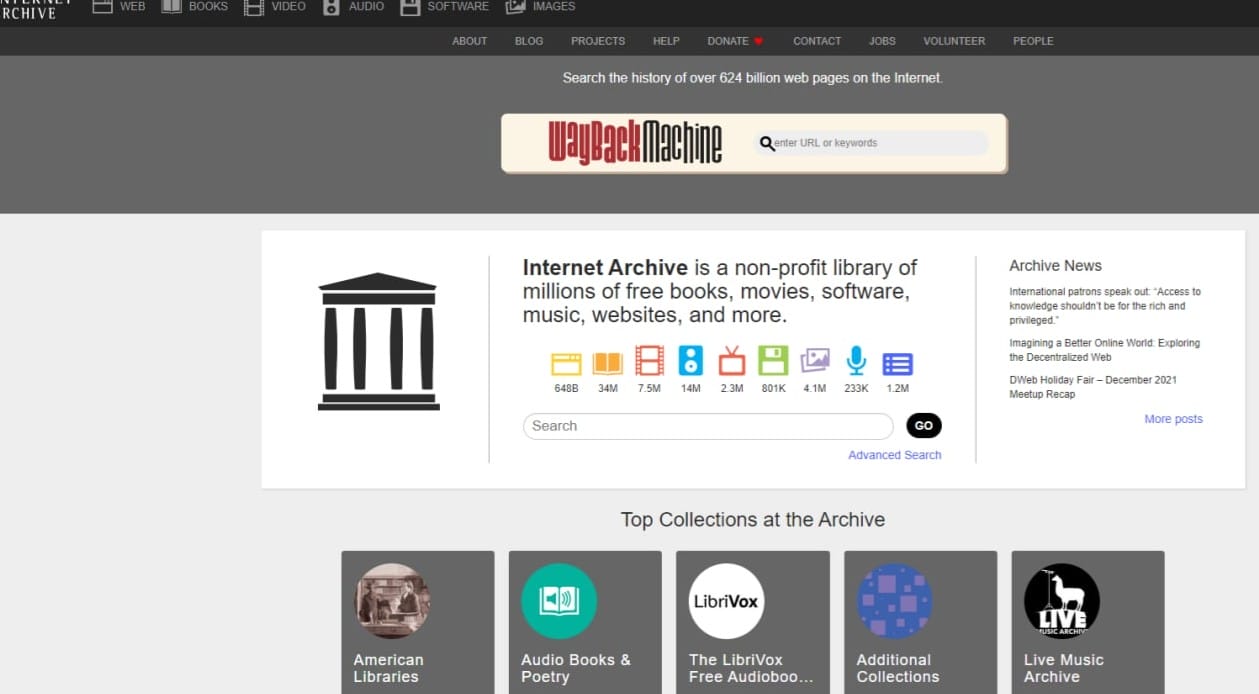 INTERNET
ARCHIVE
WEB BOOKS VIDEO AUDIO SOFTWARE IMAGES
ABOUT BLOG PROJECTS HELP DONATE CONTACT JOBS VOLUNTEER PEOPLE
Search the history of over 624 billion web pages on the Internet.
WayBackMachine
enter URL or keywords
Internet Archive is a non-profit library of
millions of free books, movies, software,
music, websites, and more.
648B 34M 7.5M 14M 2.3M 801K 4.1M 233K 1.2M
Search
GO
Advanced Search
Archive News
International patrons speak out: “Access to
knowledge shouldn’t be for the rich and
privileged.”
Imagining a Better Online World: Exploring
the Decentralized Web
DWeb Holiday Fair – December 2021
Meetup Recap
More posts
Top Collections at the Archive
American
Libraries
Audio Books &
Poetry
LibriVox
The LibriVox
Free Audioboo...
Additional
Collections
LIVE
MUSIC ARCHIVE
Live Music
Archive